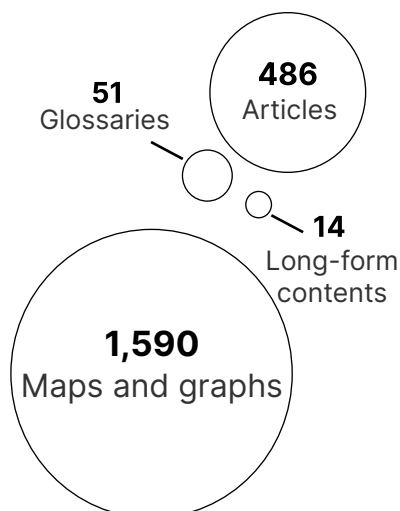 486
Articles
51
Glossaries
14
Long-form
contents
1,590
Maps and graphs